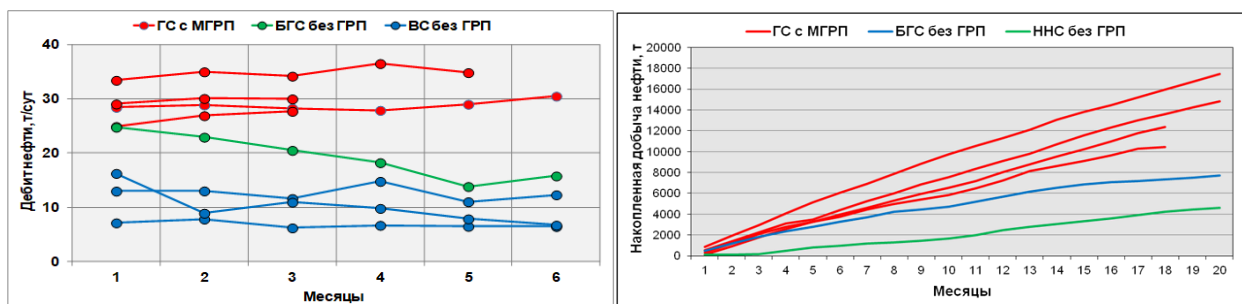 ГС с МГРП БГС без ГРП ВС без ГРП
Дебит нефти, т/сут
40
30
20
10
0
1 2 3 4 5 6
Месяцы
ГС с МГРП БГС без ГРП ННС без ГРП
Накопленная добыча нефти, т
20000
18000
16000
14000
12000
10000
8000
6000
4000
2000
0
1 2 3 4 5 6 7 8 9 10 11 12 13 14 15 16 17 18 19 20
Месяцы